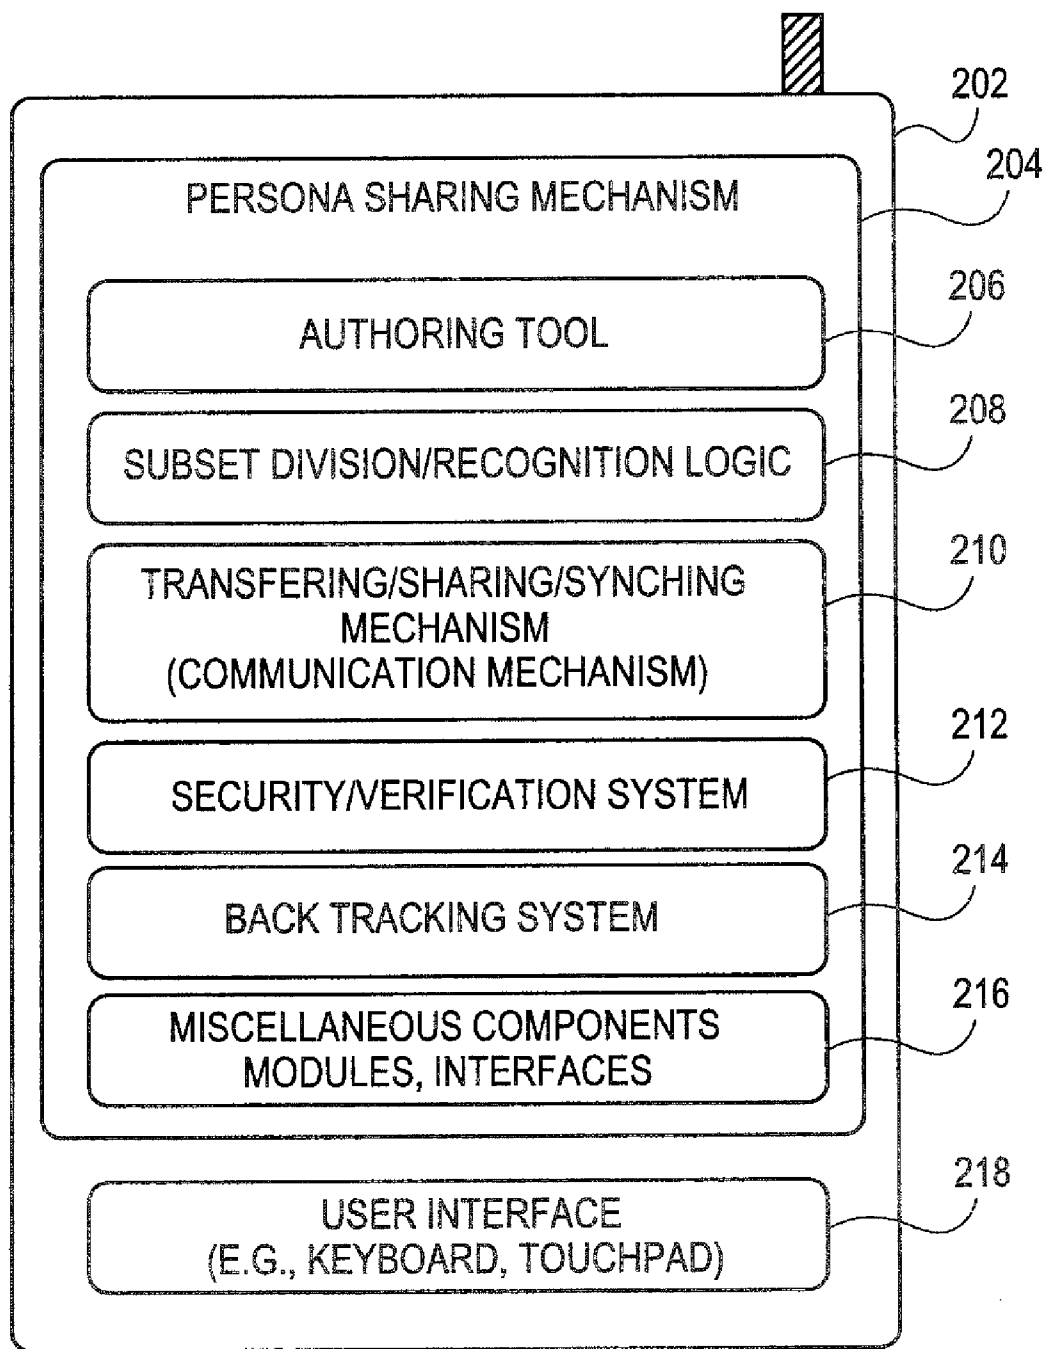 202
204
PERSONA SHARING MECHANISM
206
AUTHORING TOOL
208
SUBSET DIVISION/RECOGNITION LOGIC
210
TRANSFERING/SHARING/SYNCHING
MECHANISM
(COMMUNICATION MECHANISM)
212
SECURITY/VERIFICATION SYSTEM
214
BACK TRACKING SYSTEM
216
MISCELLANEOUS COMPONENTS
MODULES, INTERFACES
218
USER INTERFACE
(E.G., KEYBOARD, TOUCHPAD)